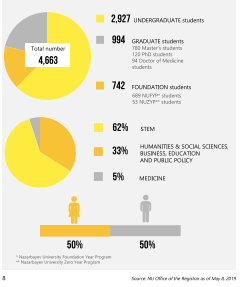 2,927 UNDERGRADUATE students
994 GRADUATE students
780 Master's students
120 PhD students
94 Doctor of Medicine
students
Total number
4,663
742 FOUNDATION students
689 NUFYP* students
53 NUZYP** students
62% STEM
33% HUMANITIES & SOCIAL SCIENCES,
BUSINESS, EDUCATION
AND PUBLIC POLICY
5% MEDICINE
50% 50%
* Nazarbayev University Foundation Year Program
** Nazarbayev University Zero Year Program
8 Source: NU Office of the Registrar as of May 8, 2019